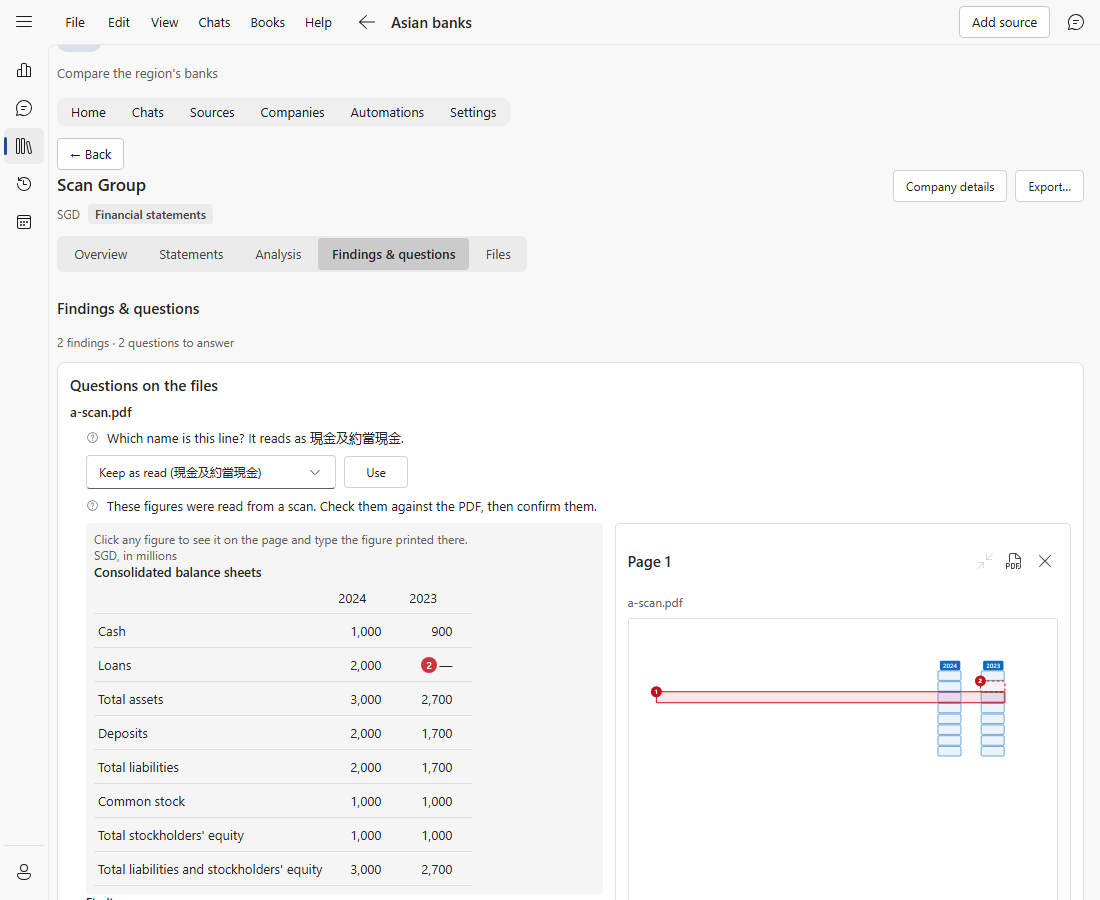 File Edit View Chats Books Help Asian banks Add source
Compare the region's banks
Home Chats Sources Companies Automations Settings
← Back
Scan Group
Company details Export...
SGD Financial statements
Overview Statements Analysis Findings & questions Files
Findings & questions
2 findings · 2 questions to answer
Questions on the files
a-scan.pdf
Which name is this line? It reads as 現金及約當現金.
Keep as read (現金及約當現金) Use
These figures were read from a scan. Check them against the PDF, then confirm them.
Click any figure to see it on the page and type the figure printed there.
SGD, in millions
Consolidated balance sheets
2024 2023
Cash 1,000 900
Loans 2,000 2 —
Total assets 3,000 2,700
Deposits 2,000 1,700
Total liabilities 2,000 1,700
Common stock 1,000 1,000
Total stockholders' equity 1,000 1,000
Total liabilities and stockholders' equity 3,000 2,700
Page 1
PDF
a-scan.pdf
2024 2023
2
1